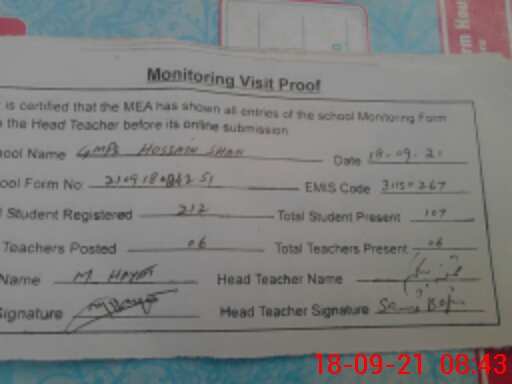 Monitoring Visit Proof
is certified that the MEA has shown all entries of the school Monitoring Form
the Head Teacher before its online submission
ool Name GMPS HUSSAIN SHAH Date 18.09.21
ool Form No: EMIS Code
Student Registered 212 Total Student Present 107
Teachers Posted 06 Total Teachers Present 06
Name M HAYAT Head Teacher Name
ignature Head Teacher Signature
18-09-21 08:43